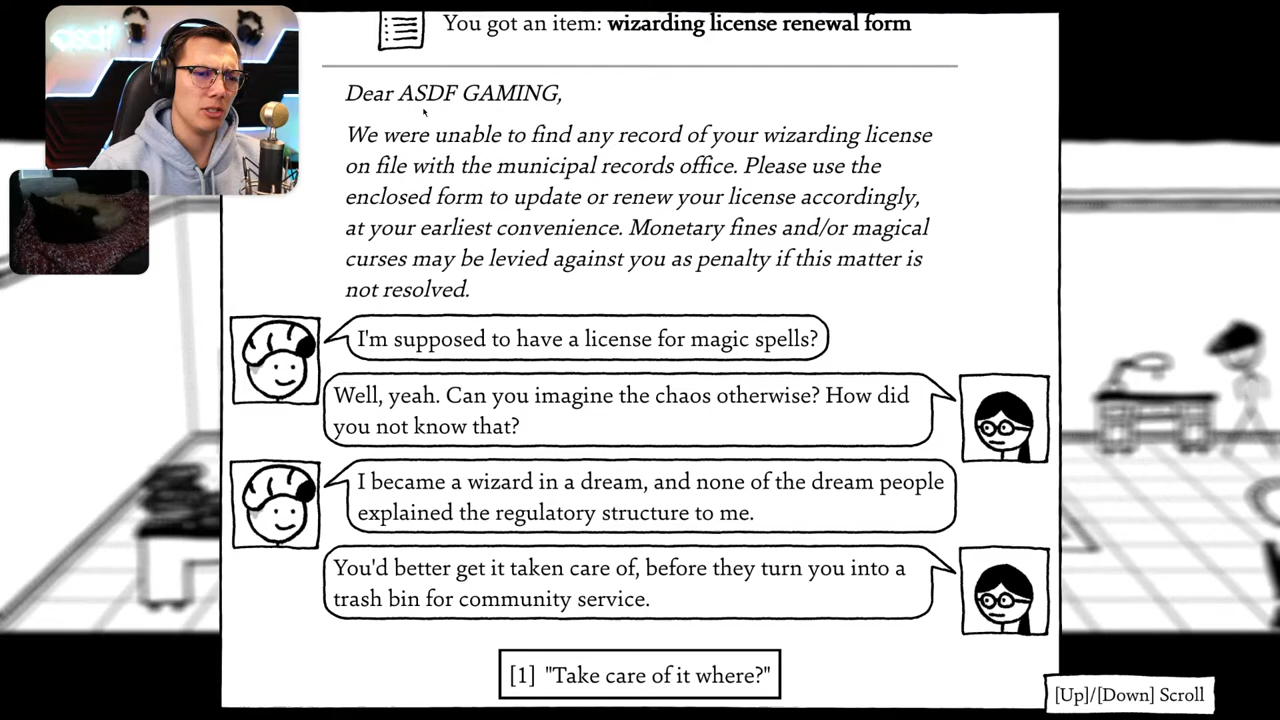 You got an item: wizarding license renewal form
Dear ASDF GAMING,
We were unable to find any record of your wizarding license
on file with the municipal records office. Please use the
enclosed form to update or renew your license accordingly,
at your earliest convenience. Monetary fines and/or magical
curses may be levied against you as penalty if this matter is
not resolved.
I'm supposed to have a license for magic spells?
Well, yeah. Can you imagine the chaos otherwise? How did
you not know that?
I became a wizard in a dream, and none of the dream people
explained the regulatory structure to me.
You'd better get it taken care of, before they turn you into a
trash bin for community service.
[1] "Take care of it where?"
[Up]/[Down] Scroll